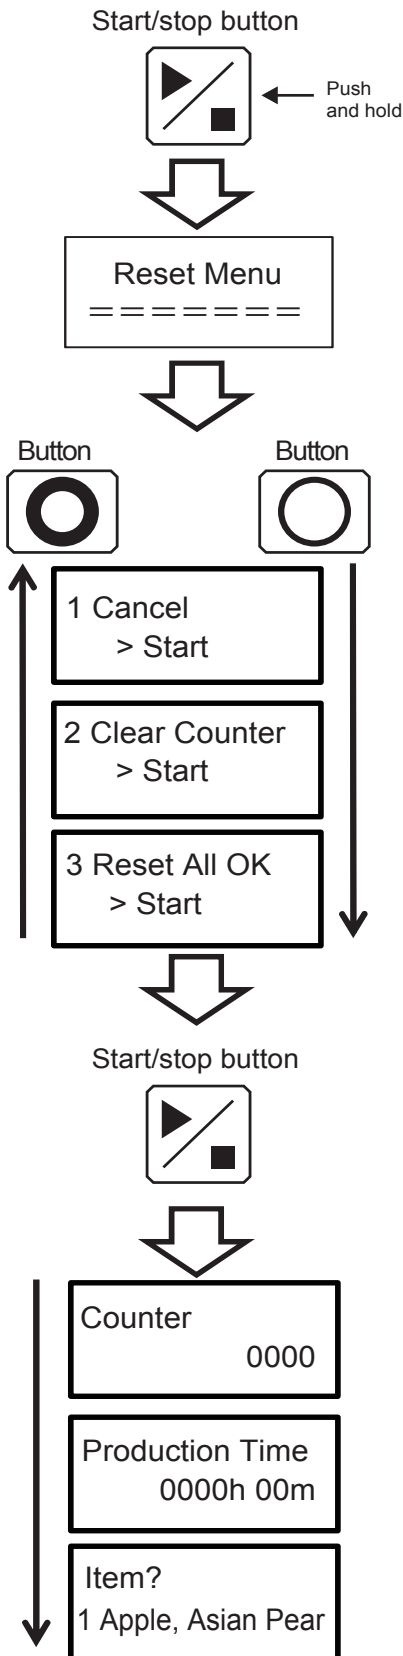 Start/stop button
Push
and hold
Reset Menu
=======
Button
Button
1 Cancel
> Start
2 Clear Counter
> Start
3 Reset All OK
> Start
Start/stop button
Counter
0000
Production Time
0000h 00m
Item?
1 Apple, Asian Pear